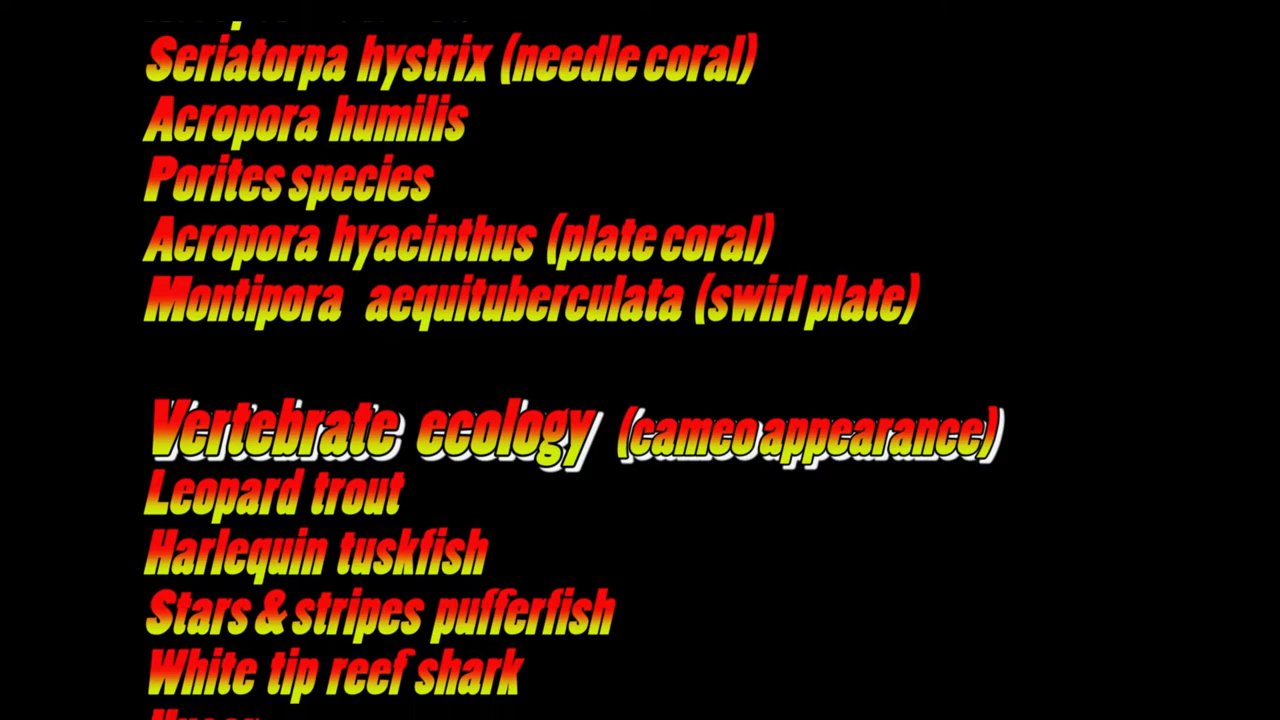 Seriatorpa hystrix (needle coral)
Acropora humilis
Porites species
Acropora hyacinthus (plate coral)
Montipora aequituberculata (swirl plate)
Vertebrate ecology (cameo appearance)
Leopard trout
Harlequin tuskfish
Stars & stripes pufferfish
White tip reef shark